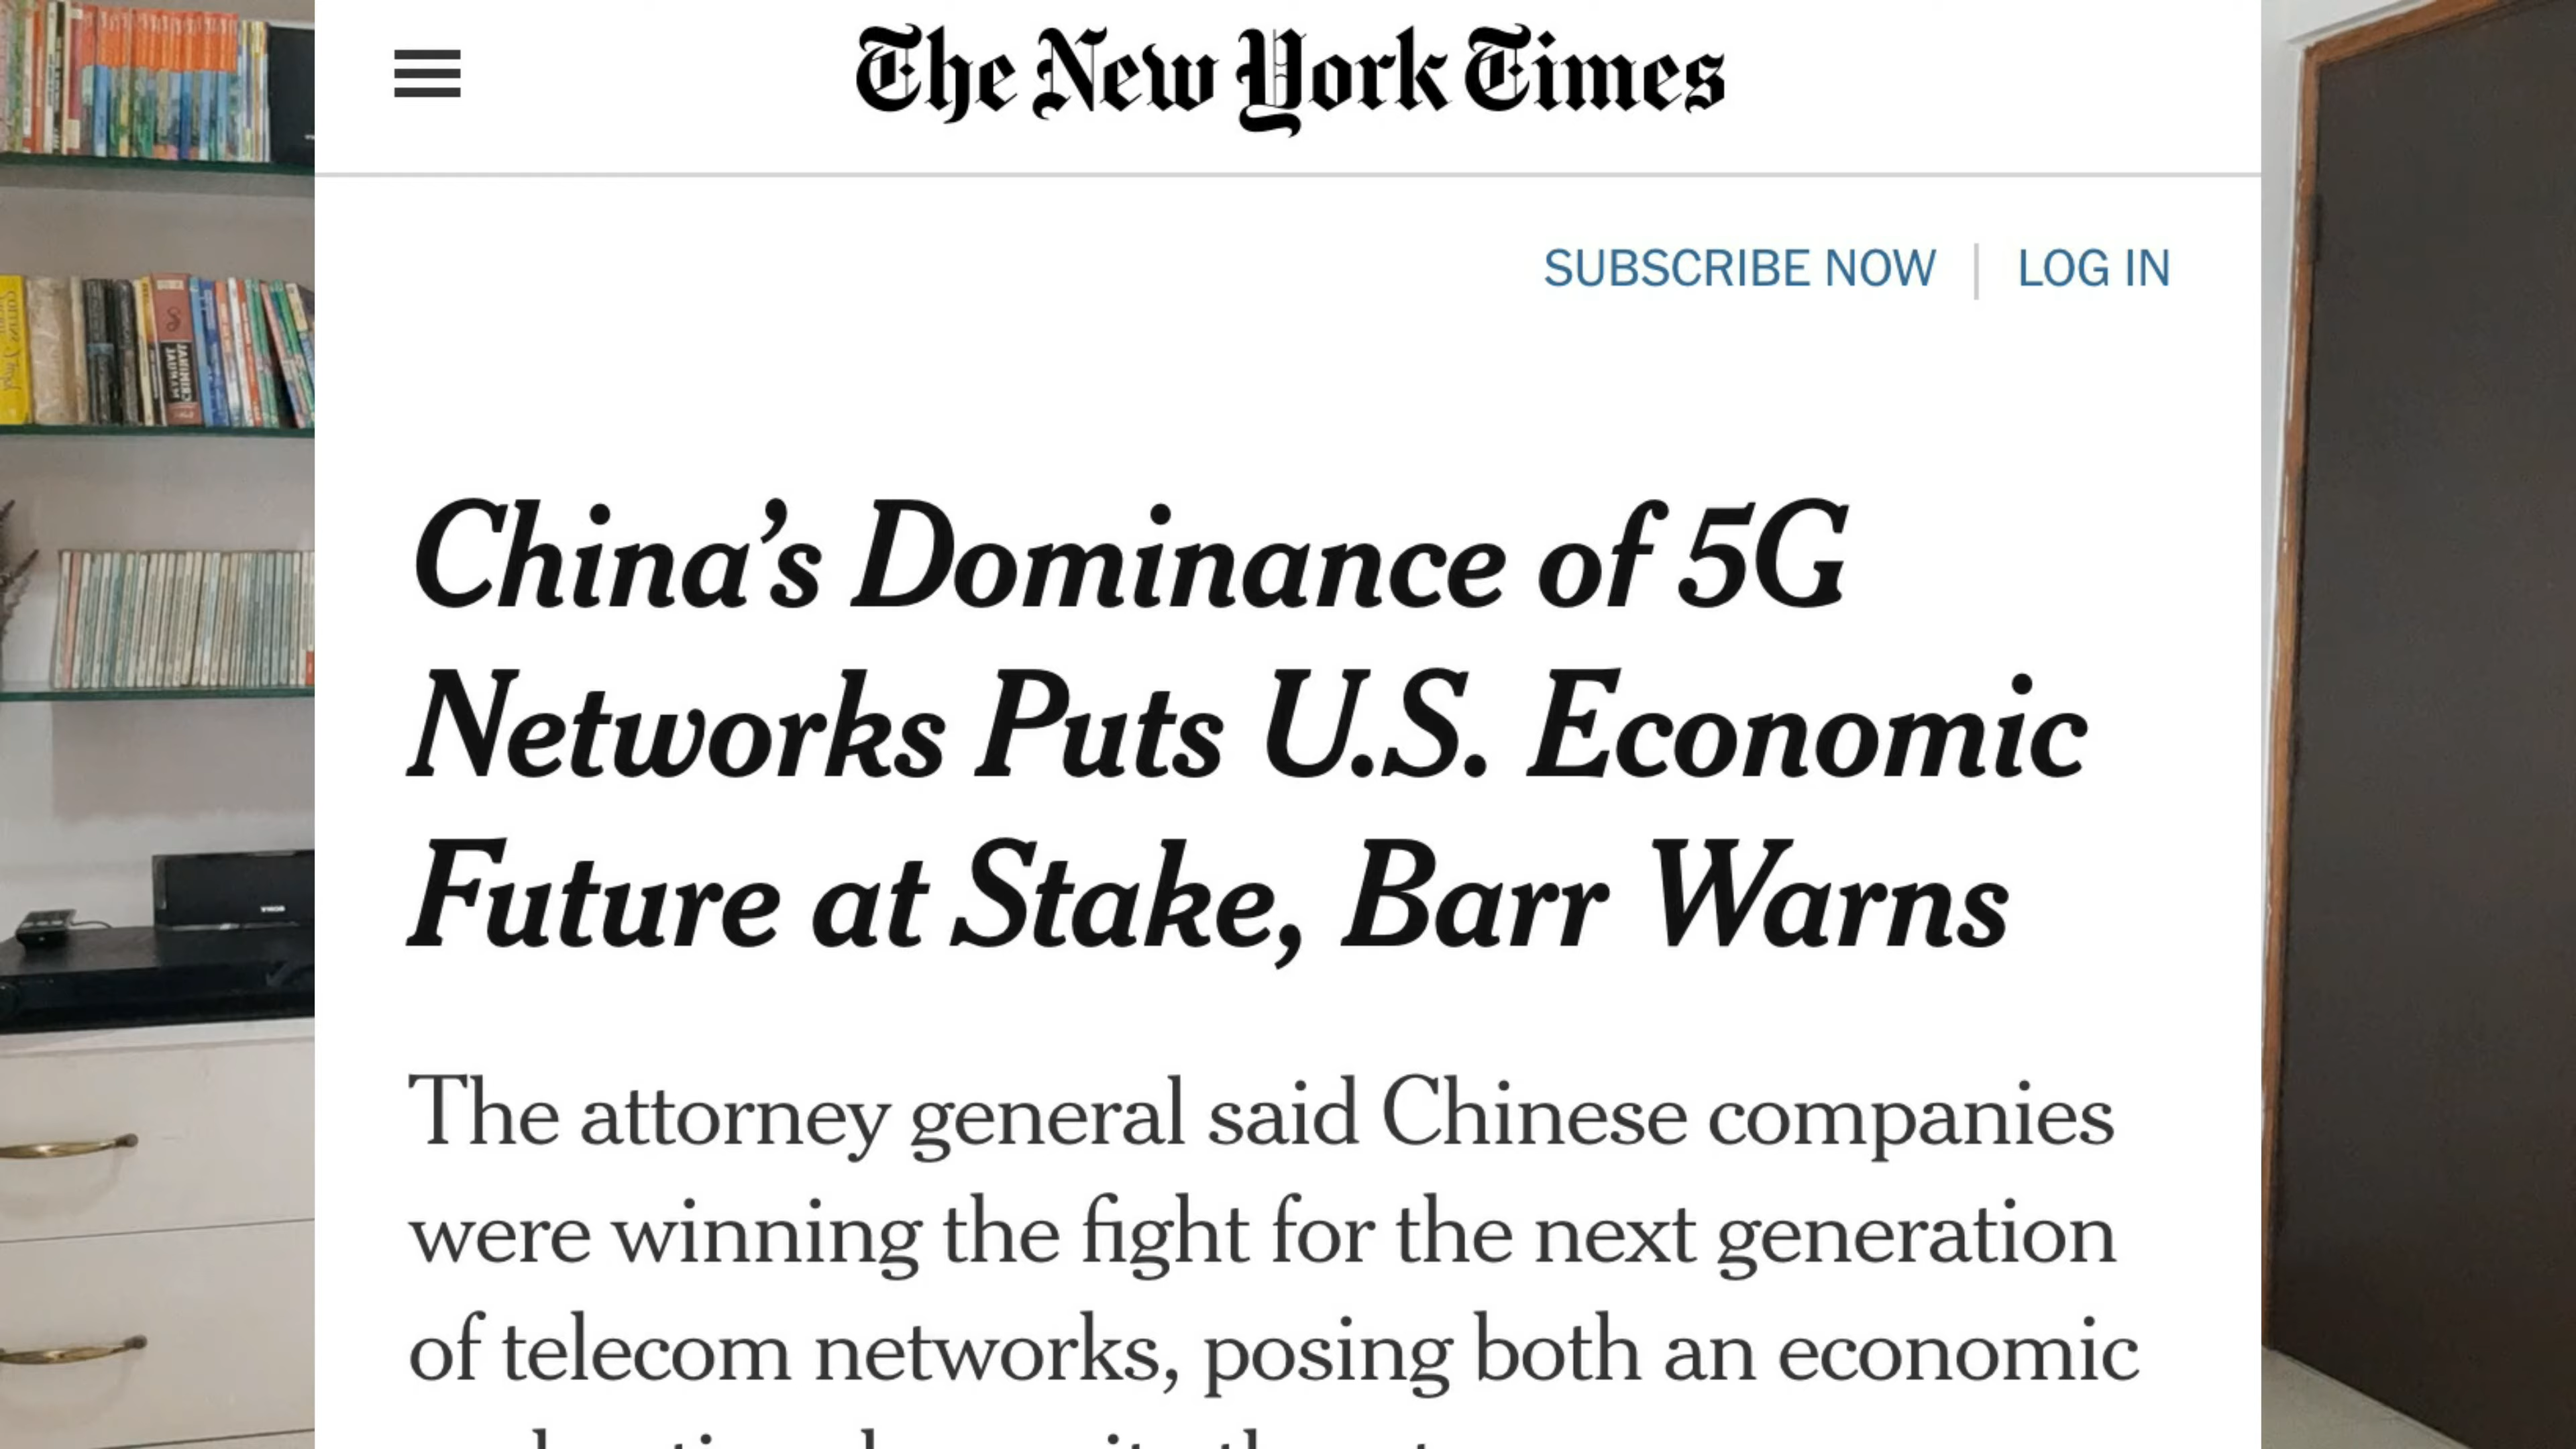 The New York Times
SUBSCRIBE NOW | LOG IN
China’s Dominance of 5G
Networks Puts U.S. Economic
Future at Stake, Barr Warns
The attorney general said Chinese companies
were winning the fight for the next generation
of telecom networks, posing both an economic